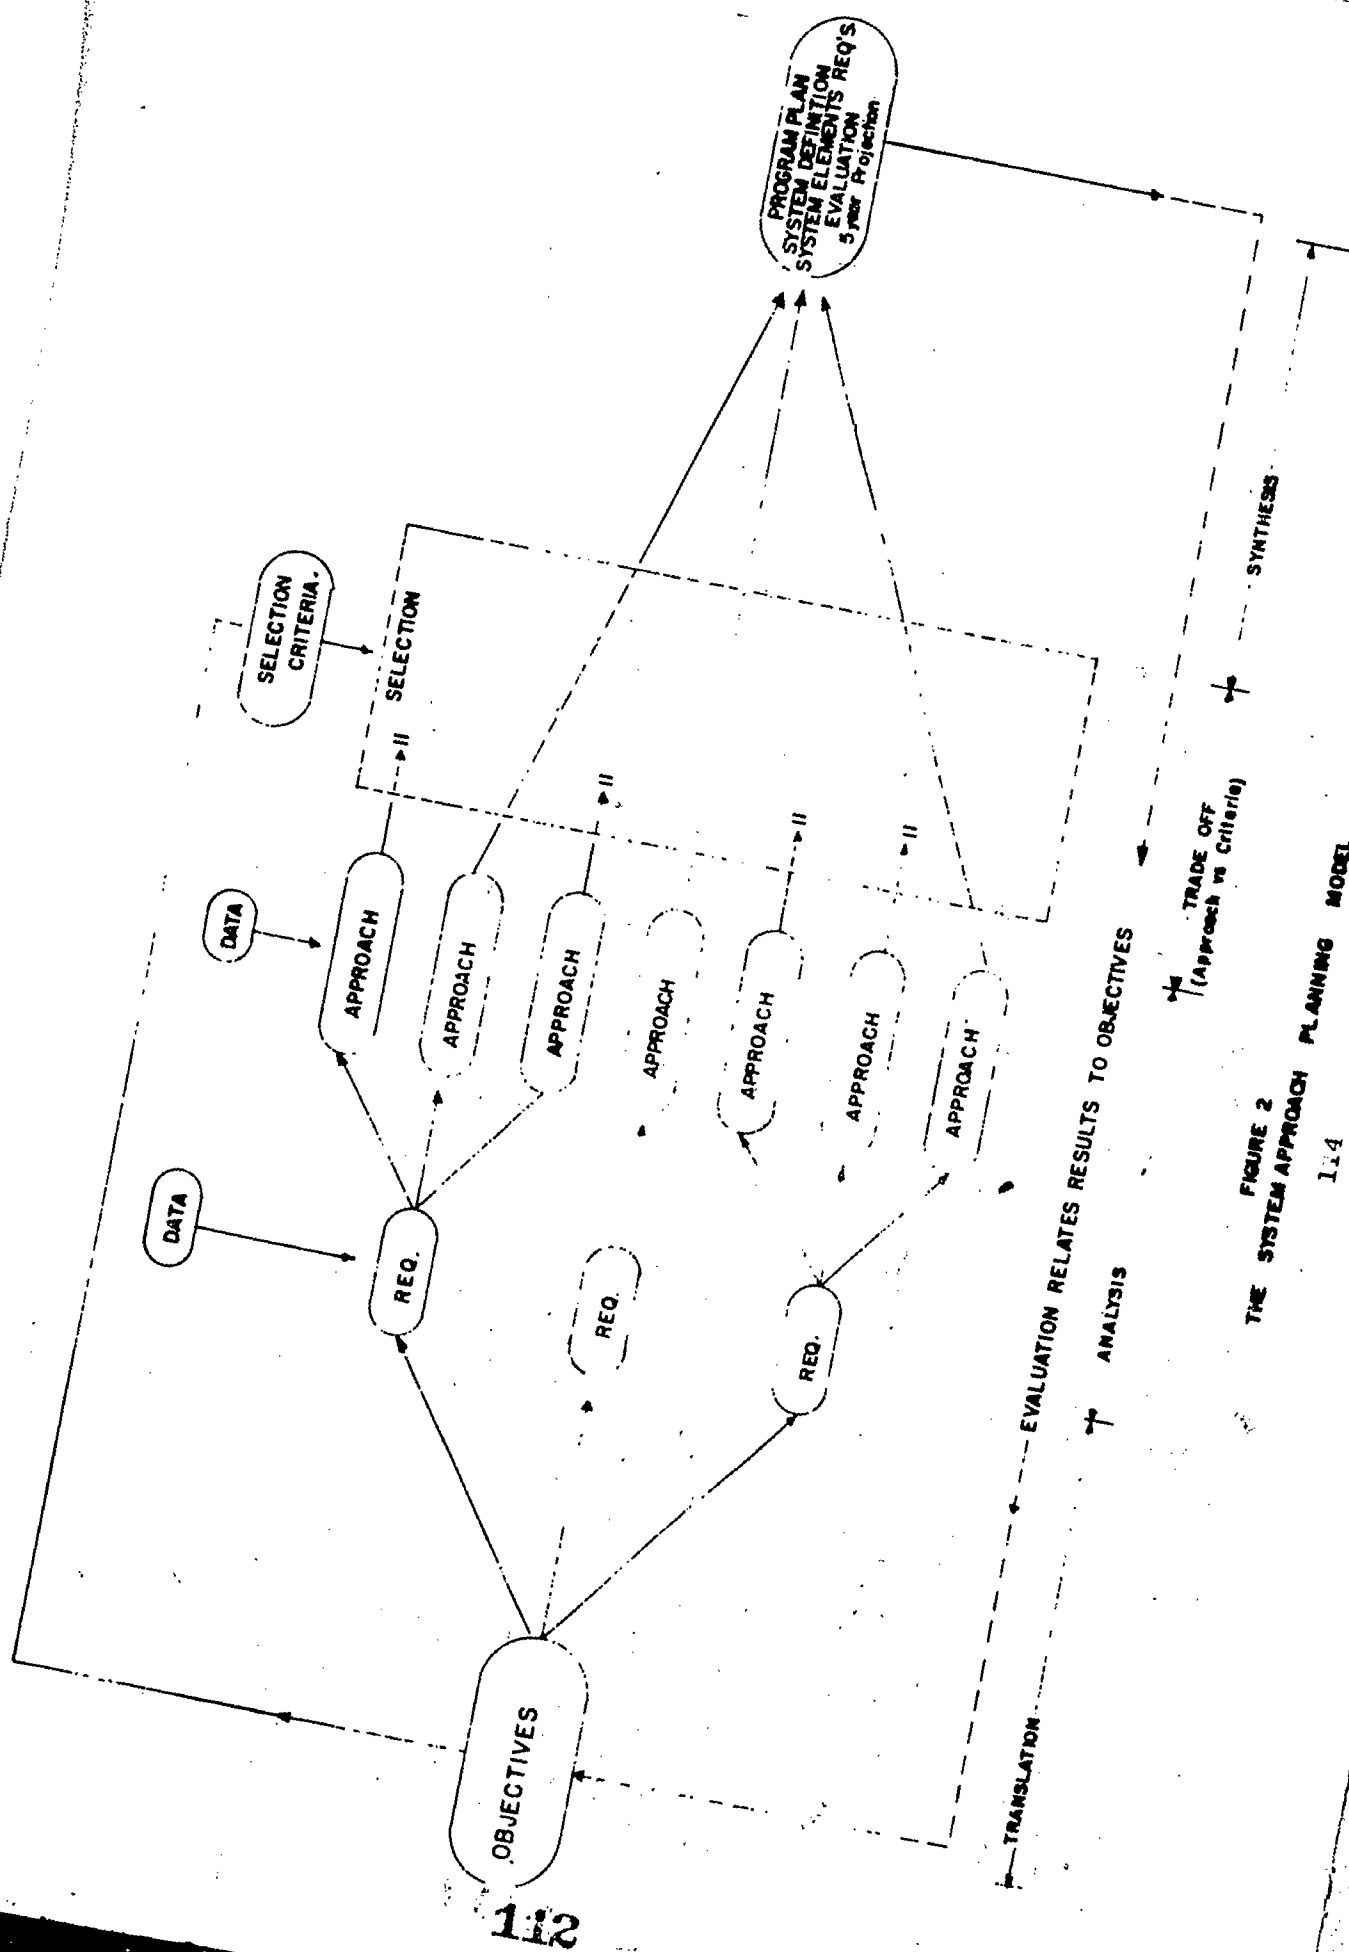 OBJECTIVES
DATA
REQ.
REQ.
REQ.
DATA
APPROACH
APPROACH
APPROACH
APPROACH
APPROACH
APPROACH
APPROACH
SELECTION
CRITERIA.
SELECTION
PROGRAM PLAN
SYSTEM DEFINITION
SYSTEM ELEMENTS REQ'S
EVALUATION
5 year Projection
EVALUATION RELATES RESULTS TO OBJECTIVES
TRANSLATION
ANALYSIS
TRADE OFF
(Approach vs Criteria)
SYNTHESIS
FIGURE 2
THE SYSTEM APPROACH PLANNING MODEL
114
112